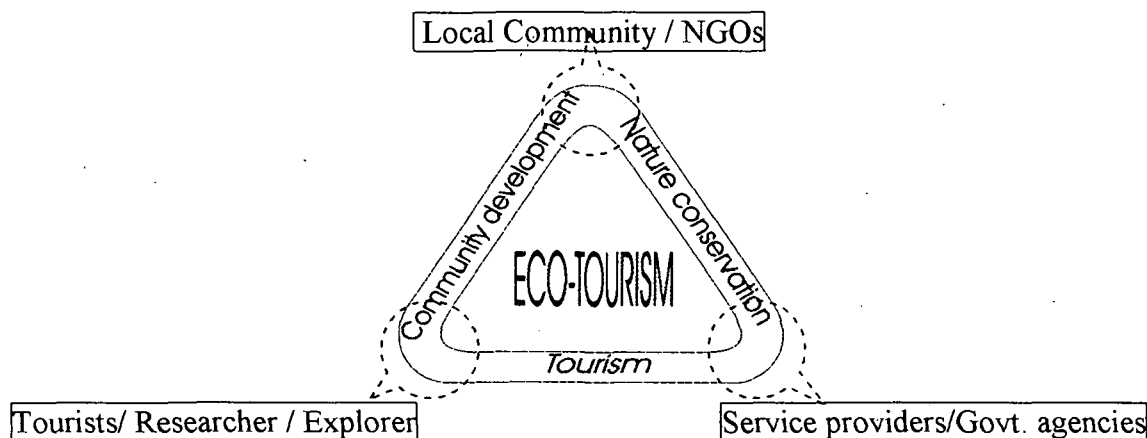 Local Community / NGOs
Community development
Nature conservation
ECO-TOURISM
Tourism
Tourists/ Researcher / Explorer
Service providers/Govt. agencies